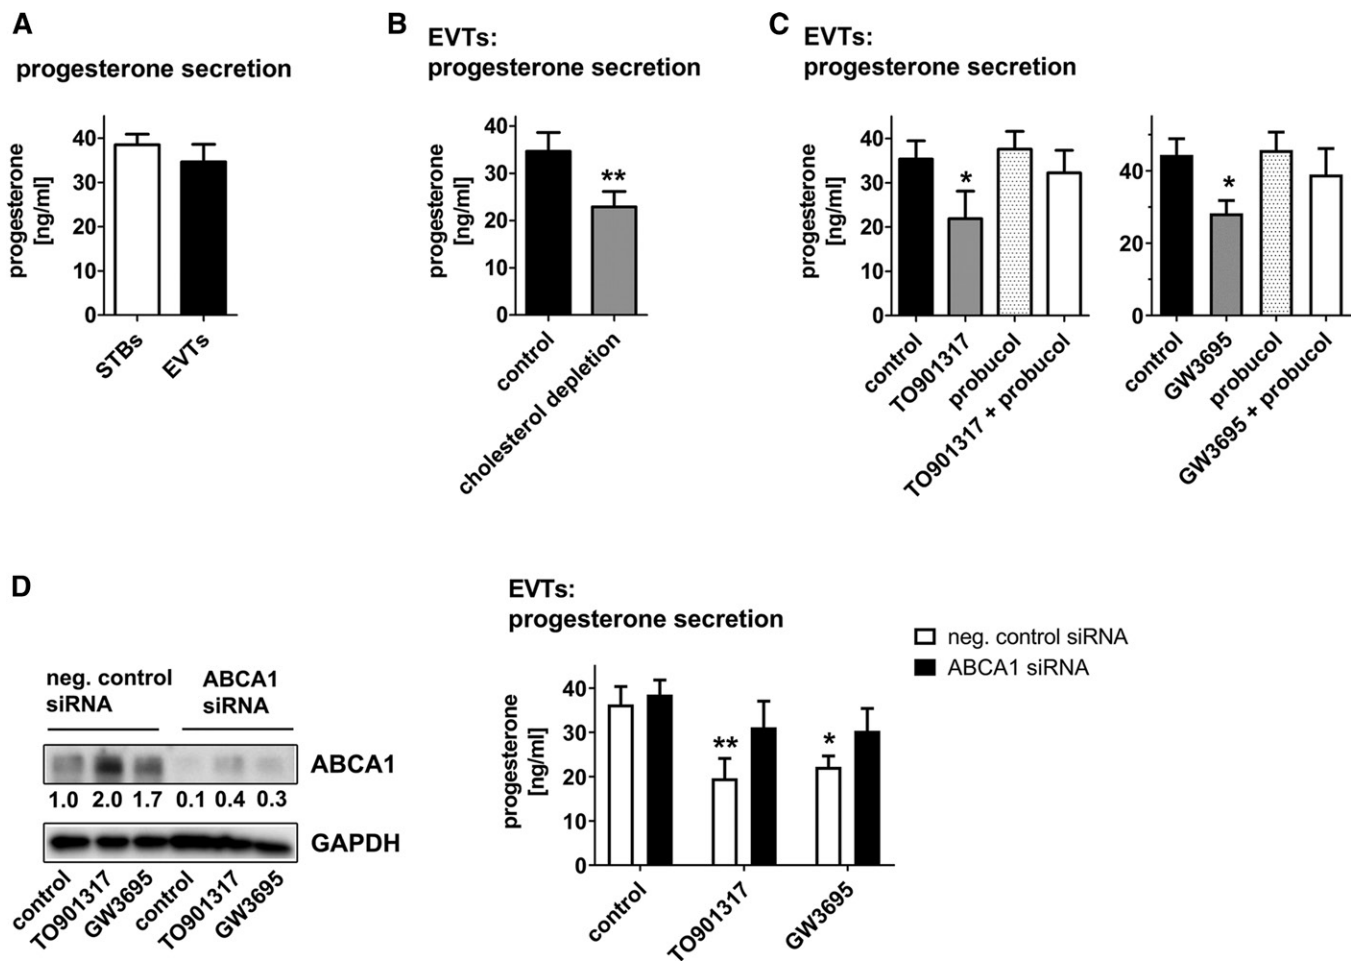 A
progesterone secretion
progesterone
[ng/ml]
40
30
20
10
0
STBs
EVTs
B
EVTs:
progesterone secretion
progesterone
[ng/ml]
40
30
20
10
0
**
control
cholesterol depletion
C
EVTs:
progesterone secretion
progesterone
[ng/ml]
40
30
20
10
0
*
control
TO901317
probucol
TO901317 + probucol
40
20
0
*
control
GW3695
probucol
GW3695 + probucol
D
neg. control
siRNA
ABCA1
siRNA
ABCA1
1.0 2.0 1.7 0.1 0.4 0.3
GAPDH
control
TO901317
GW3695
control
TO901317
GW3695
EVTs:
progesterone secretion
progesterone
[ng/ml]
40
30
20
10
0
**
*
control
TO901317
GW3695
neg. control siRNA
ABCA1 siRNA